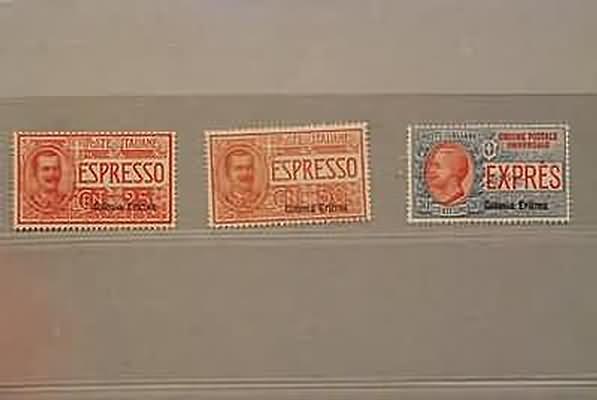 POSTE ITALIANE
ESPRESSO
Colonia Eritrea
POSTE ITALIANE
ESPRESSO
Colonia Eritrea
POSTE ITALIANE
UNIONE POSTALE
UNIVERSALE
EXPRÈS
Colonia Eritrea